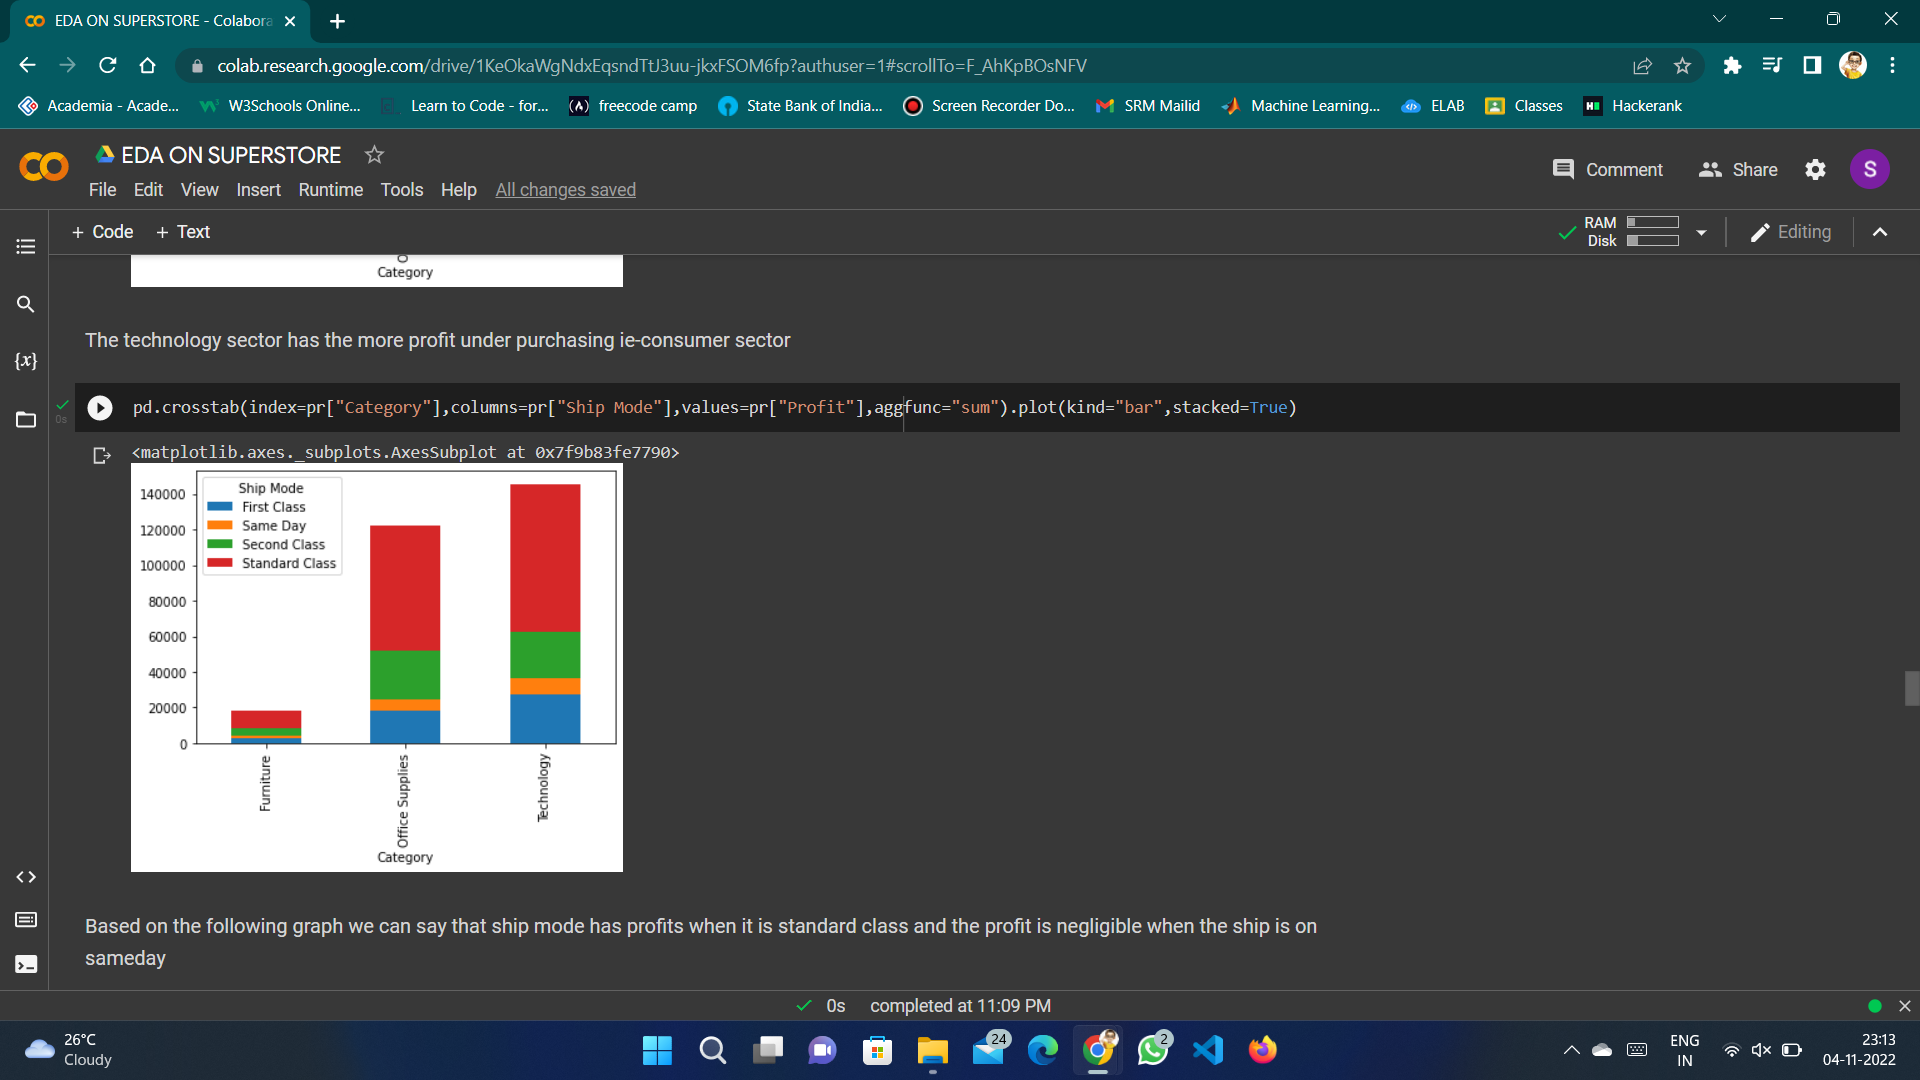 EDA ON SUPERSTORE - Colabora
colab.research.google.com/drive/1KeOkaWgNdxEqsndTtJ3uu-jkxFSOM6fp?authuser=1#scrollTo=F_AhKpBOsNFV
Academia - Acade... W3Schools Online... Learn to Code - for... freecode camp State Bank of India... Screen Recorder Do... SRM Mailid Machine Learning... ELAB Classes Hackerank
EDA ON SUPERSTORE
Comment Share S
File Edit View Insert Runtime Tools Help All changes saved
+ Code + Text
RAM
Disk
Editing
Category
The technology sector has the more profit under purchasing ie-consumer sector
{x}
0s
pd.crosstab(index=pr["Category"],columns=pr["Ship Mode"],values=pr["Profit"],aggfunc="sum").plot(kind="bar",stacked=True)
<matplotlib.axes._subplots.AxesSubplot at 0x7f9b83fe7790>
Ship Mode
First Class
Same Day
Second Class
Standard Class
140000
120000
100000
80000
60000
40000
20000
0
Furniture
Office Supplies
Technology
Category
Based on the following graph we can say that ship mode has profits when it is standard class and the profit is negligible when the ship is on
sameday
0s completed at 11:09 PM
26°C
Cloudy
24
2
ENG
IN
23:13
04-11-2022